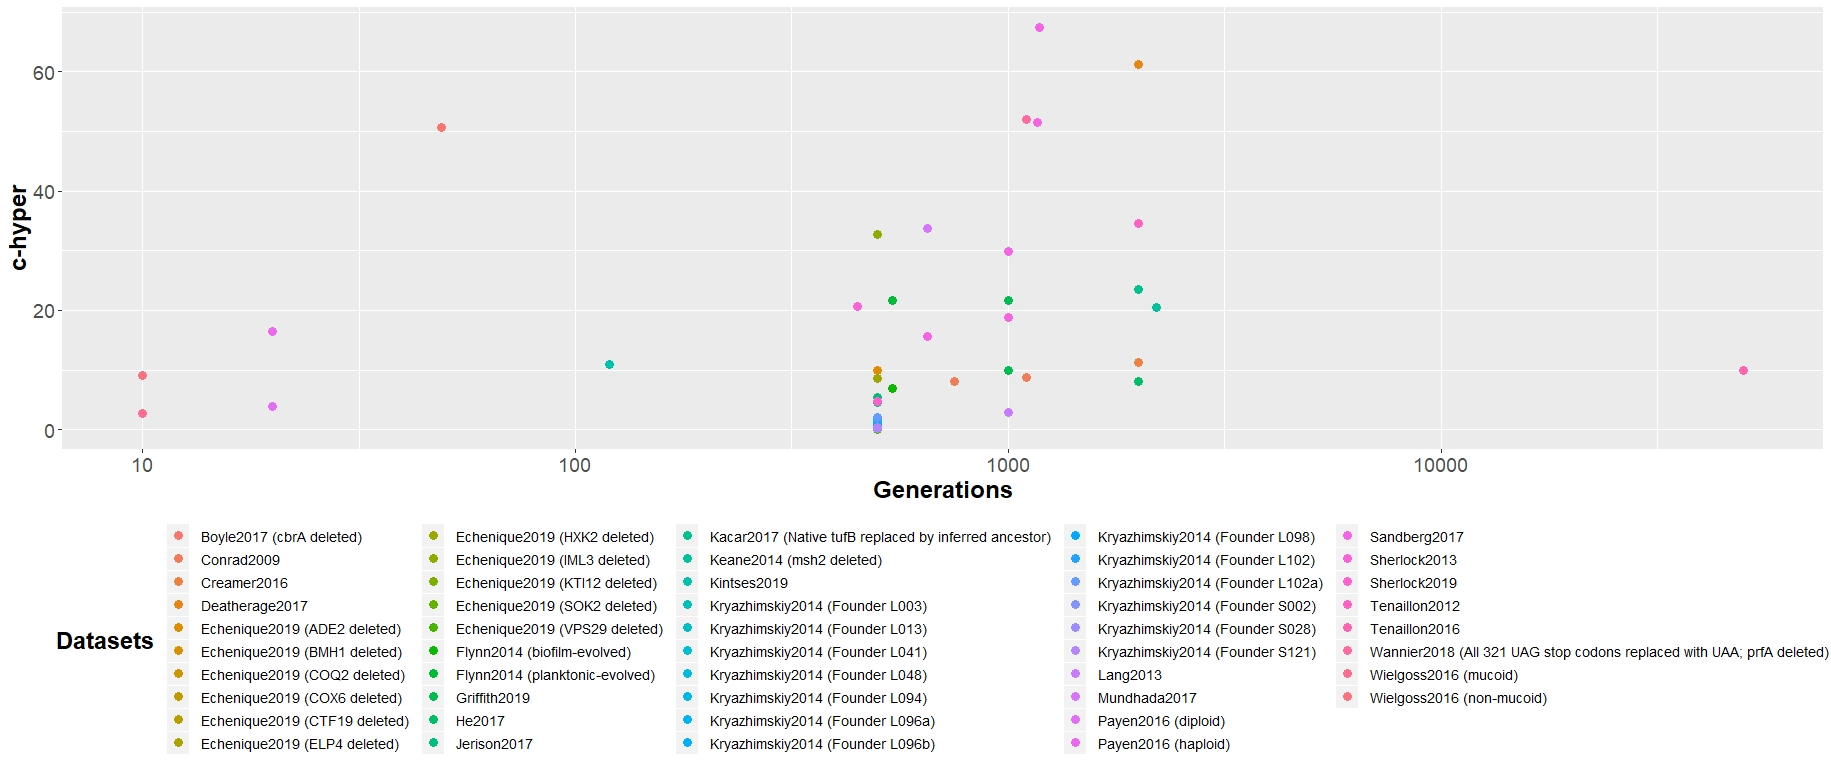 60
40
20
0
c-hyper
10
100
1000
10000
Generations
Datasets
Boyle2017 (cbrA deleted)
Conrad2009
Creamer2016
Deatherage2017
Echenique2019 (ADE2 deleted)
Echenique2019 (BMH1 deleted)
Echenique2019 (COQ2 deleted)
Echenique2019 (COX6 deleted)
Echenique2019 (CTF19 deleted)
Echenique2019 (ELP4 deleted)
Echenique2019 (HXK2 deleted)
Echenique2019 (IML3 deleted)
Echenique2019 (KTI12 deleted)
Echenique2019 (SOK2 deleted)
Echenique2019 (VPS29 deleted)
Flynn2014 (biofilm-evolved)
Flynn2014 (planktonic-evolved)
Griffith2019
He2017
Jerison2017
Kacar2017 (Native tufB replaced by inferred ancestor)
Keane2014 (msh2 deleted)
Kintses2019
Kryazhimskiy2014 (Founder L003)
Kryazhimskiy2014 (Founder L013)
Kryazhimskiy2014 (Founder L041)
Kryazhimskiy2014 (Founder L048)
Kryazhimskiy2014 (Founder L094)
Kryazhimskiy2014 (Founder L096a)
Kryazhimskiy2014 (Founder L096b)
Kryazhimskiy2014 (Founder L098)
Kryazhimskiy2014 (Founder L102)
Kryazhimskiy2014 (Founder L102a)
Kryazhimskiy2014 (Founder S002)
Kryazhimskiy2014 (Founder S028)
Kryazhimskiy2014 (Founder S121)
Lang2013
Mundhada2017
Payen2016 (diploid)
Payen2016 (haploid)
Sandberg2017
Sherlock2013
Sherlock2019
Tenaillon2012
Tenaillon2016
Wannier2018 (All 321 UAG stop codons replaced with UAA; prfA deleted)
Wielgoss2016 (mucoid)
Wielgoss2016 (non-mucoid)